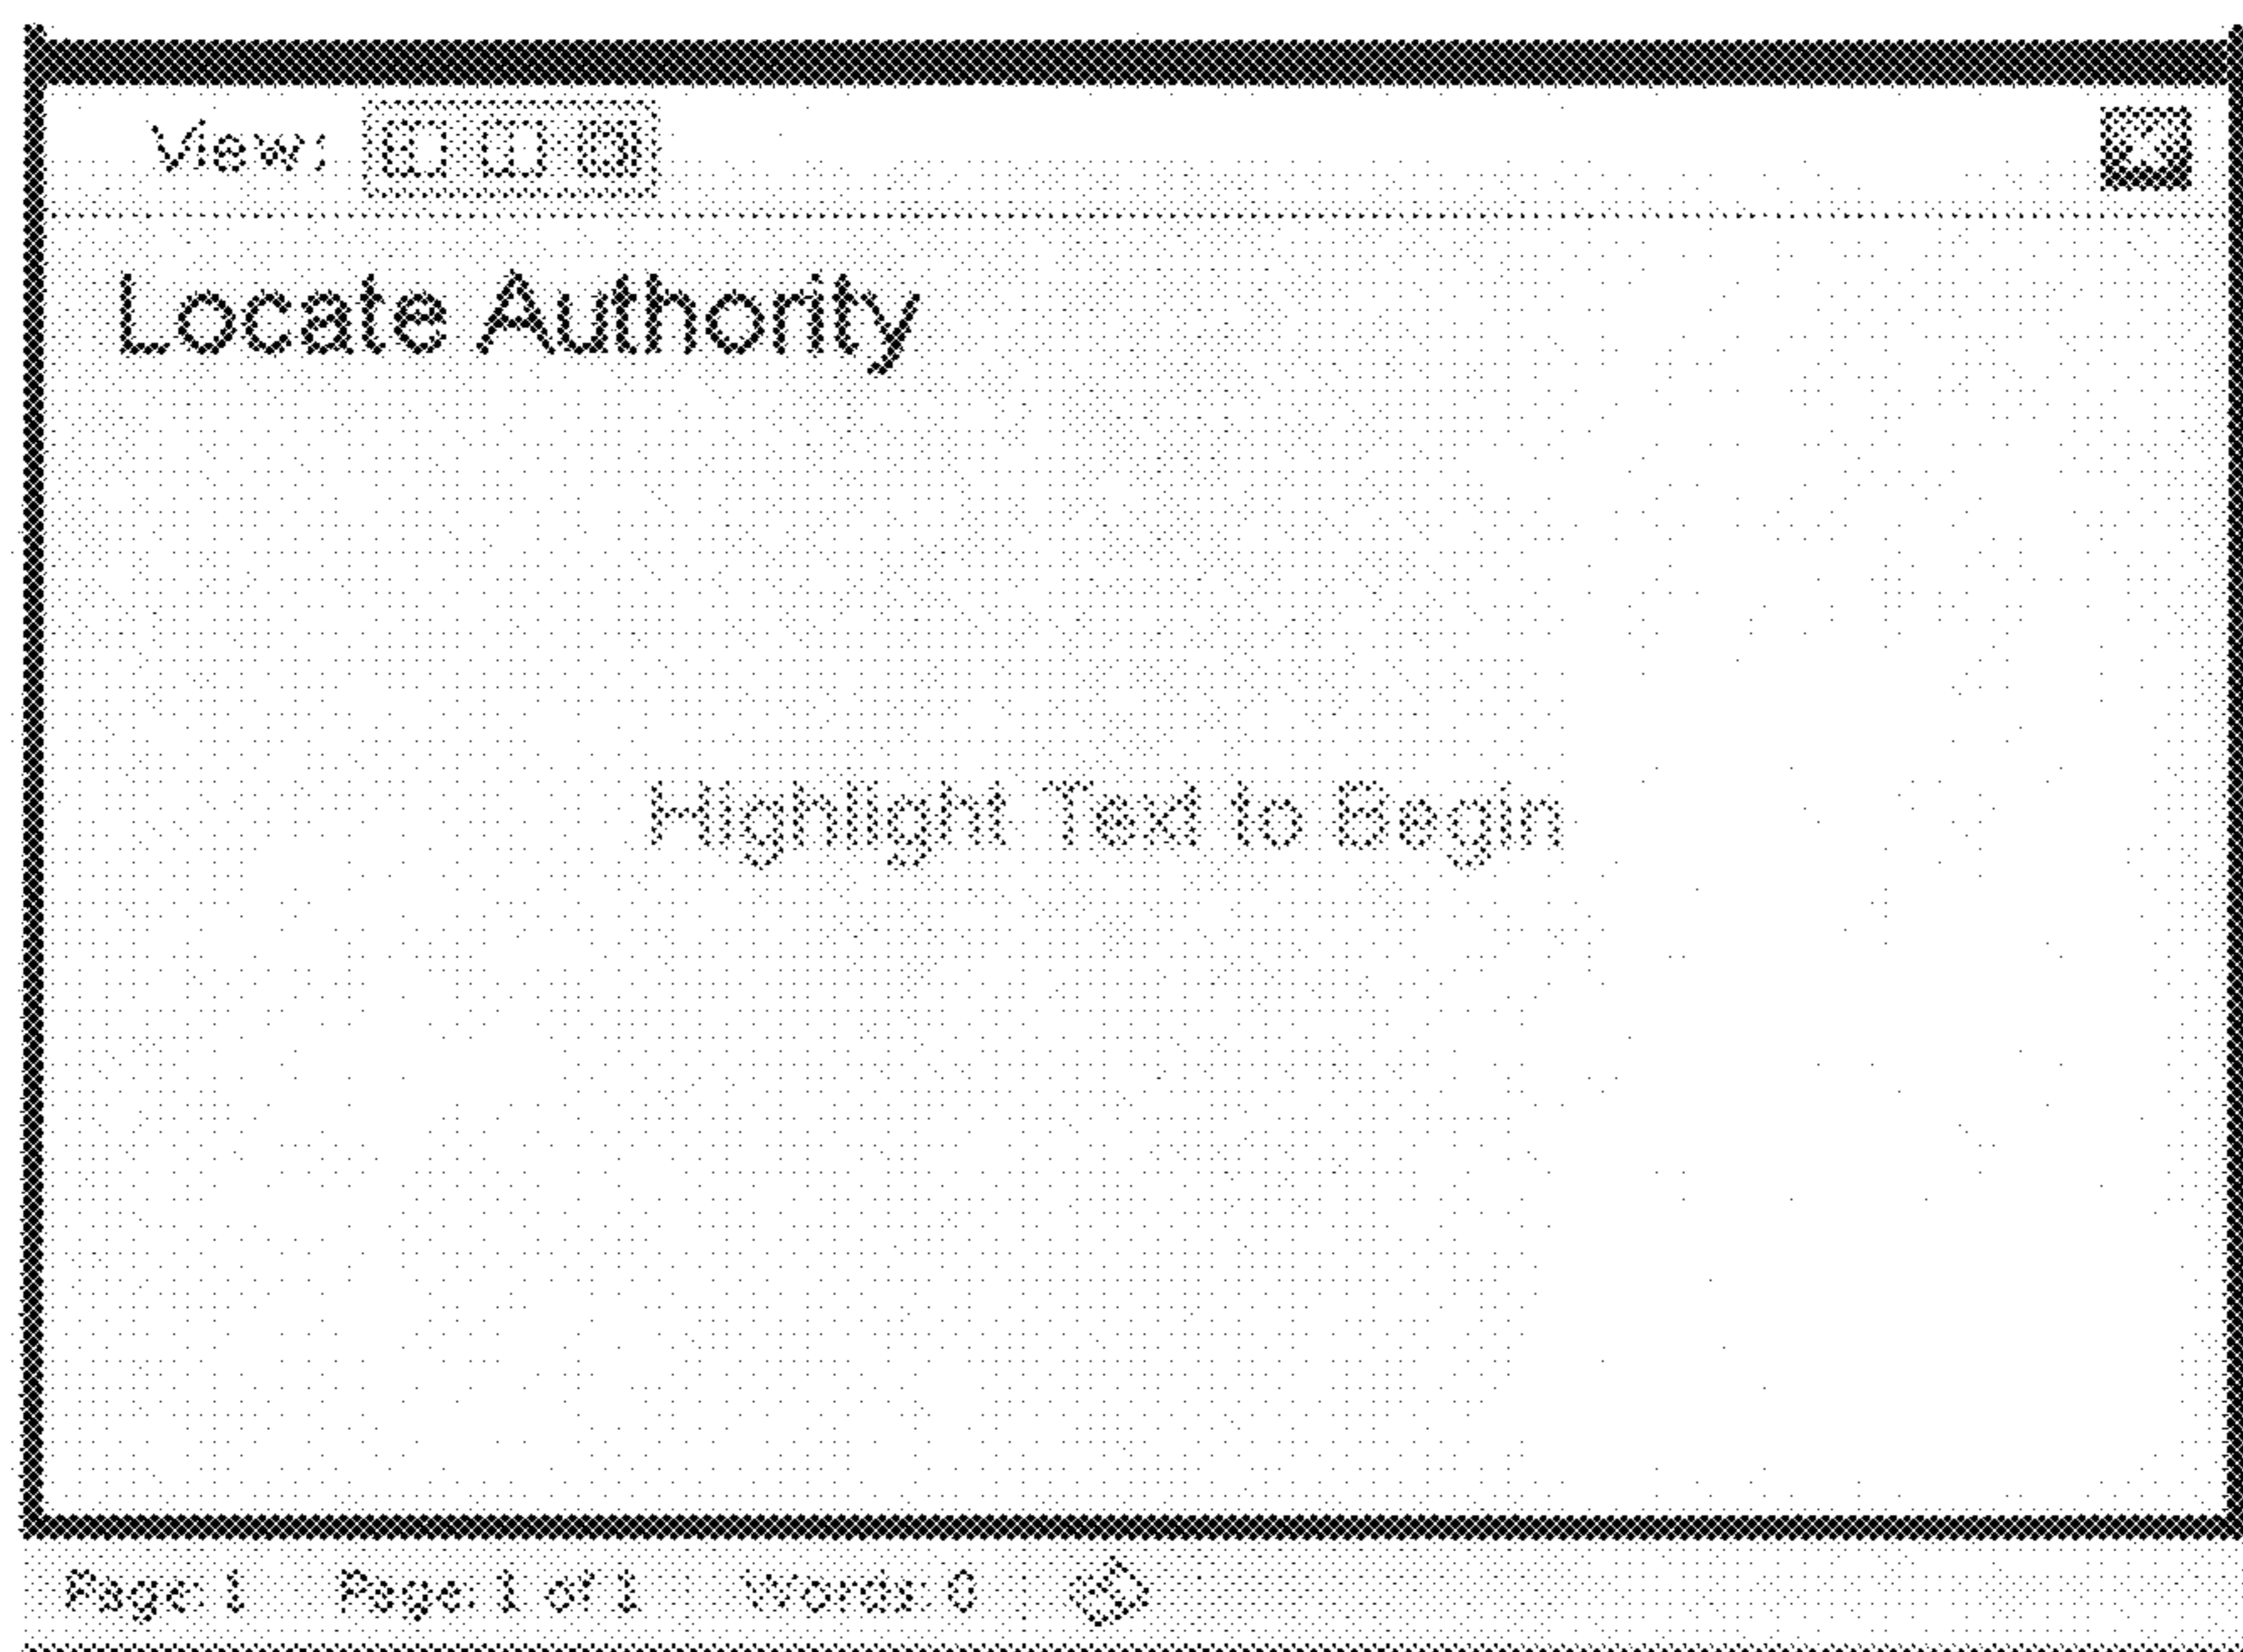 View:
Locate Authority
Highlight Text to Begin
Page: 1 Page: 1 of 1 Words: 0